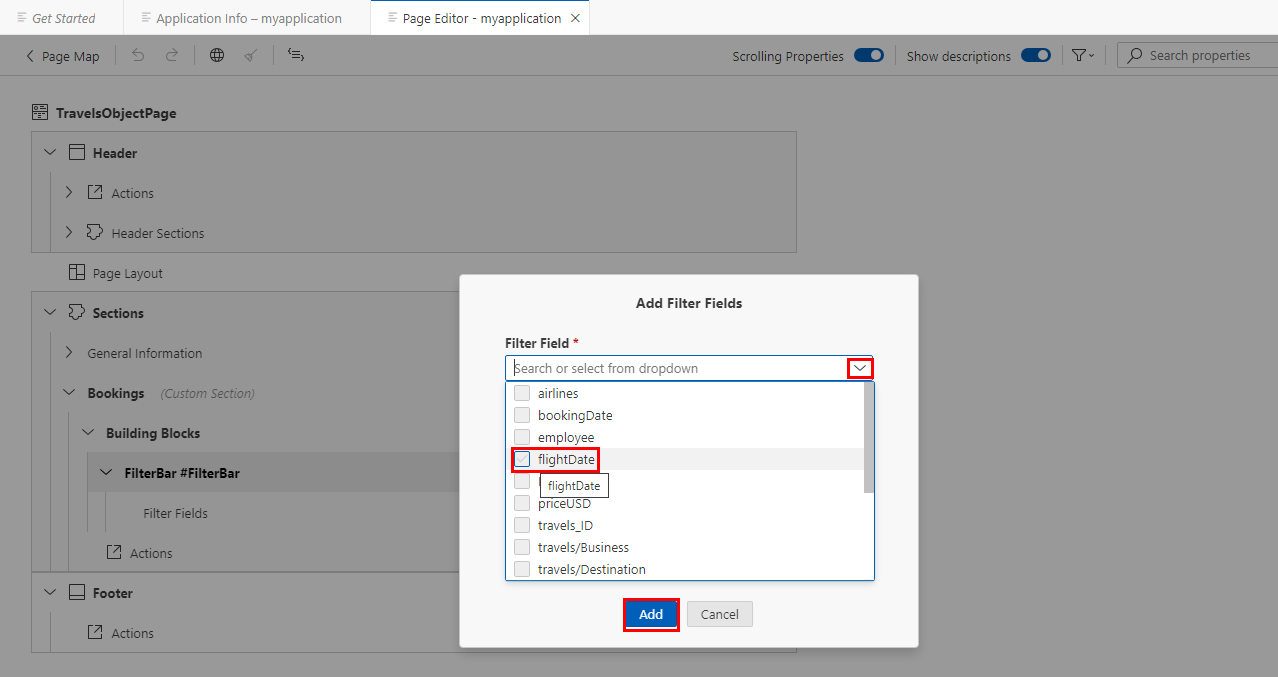 Get Started
Application Info – myapplication
Page Editor - myapplication
Page Map
Scrolling Properties
Show descriptions
Search properties
TravelsObjectPage
Header
Actions
Header Sections
Page Layout
Sections
General Information
Bookings (Custom Section)
Building Blocks
FilterBar #FilterBar
Filter Fields
Actions
Footer
Actions
Add Filter Fields
Filter Field *
Search or select from dropdown
airlines
bookingDate
employee
flightDate
flightDate
priceUSD
travels_ID
travels/Business
travels/Destination
Add
Cancel